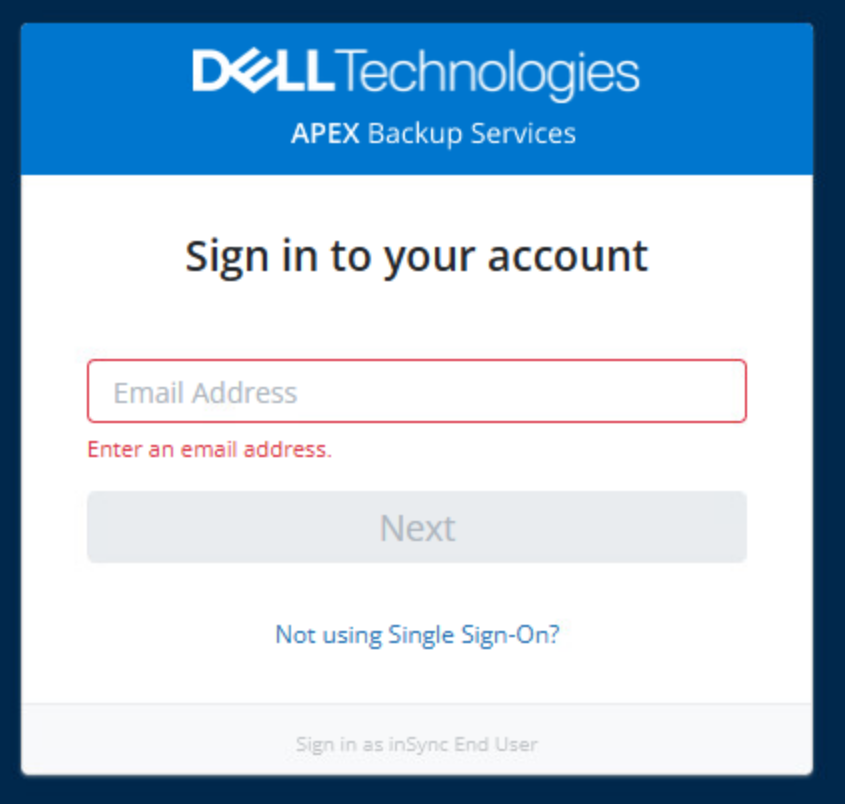 DELLTechnologies
APEX Backup Services
Sign in to your account
Email Address
Enter an email address.
Next
Not using Single Sign-On?
Sign in as inSync End User